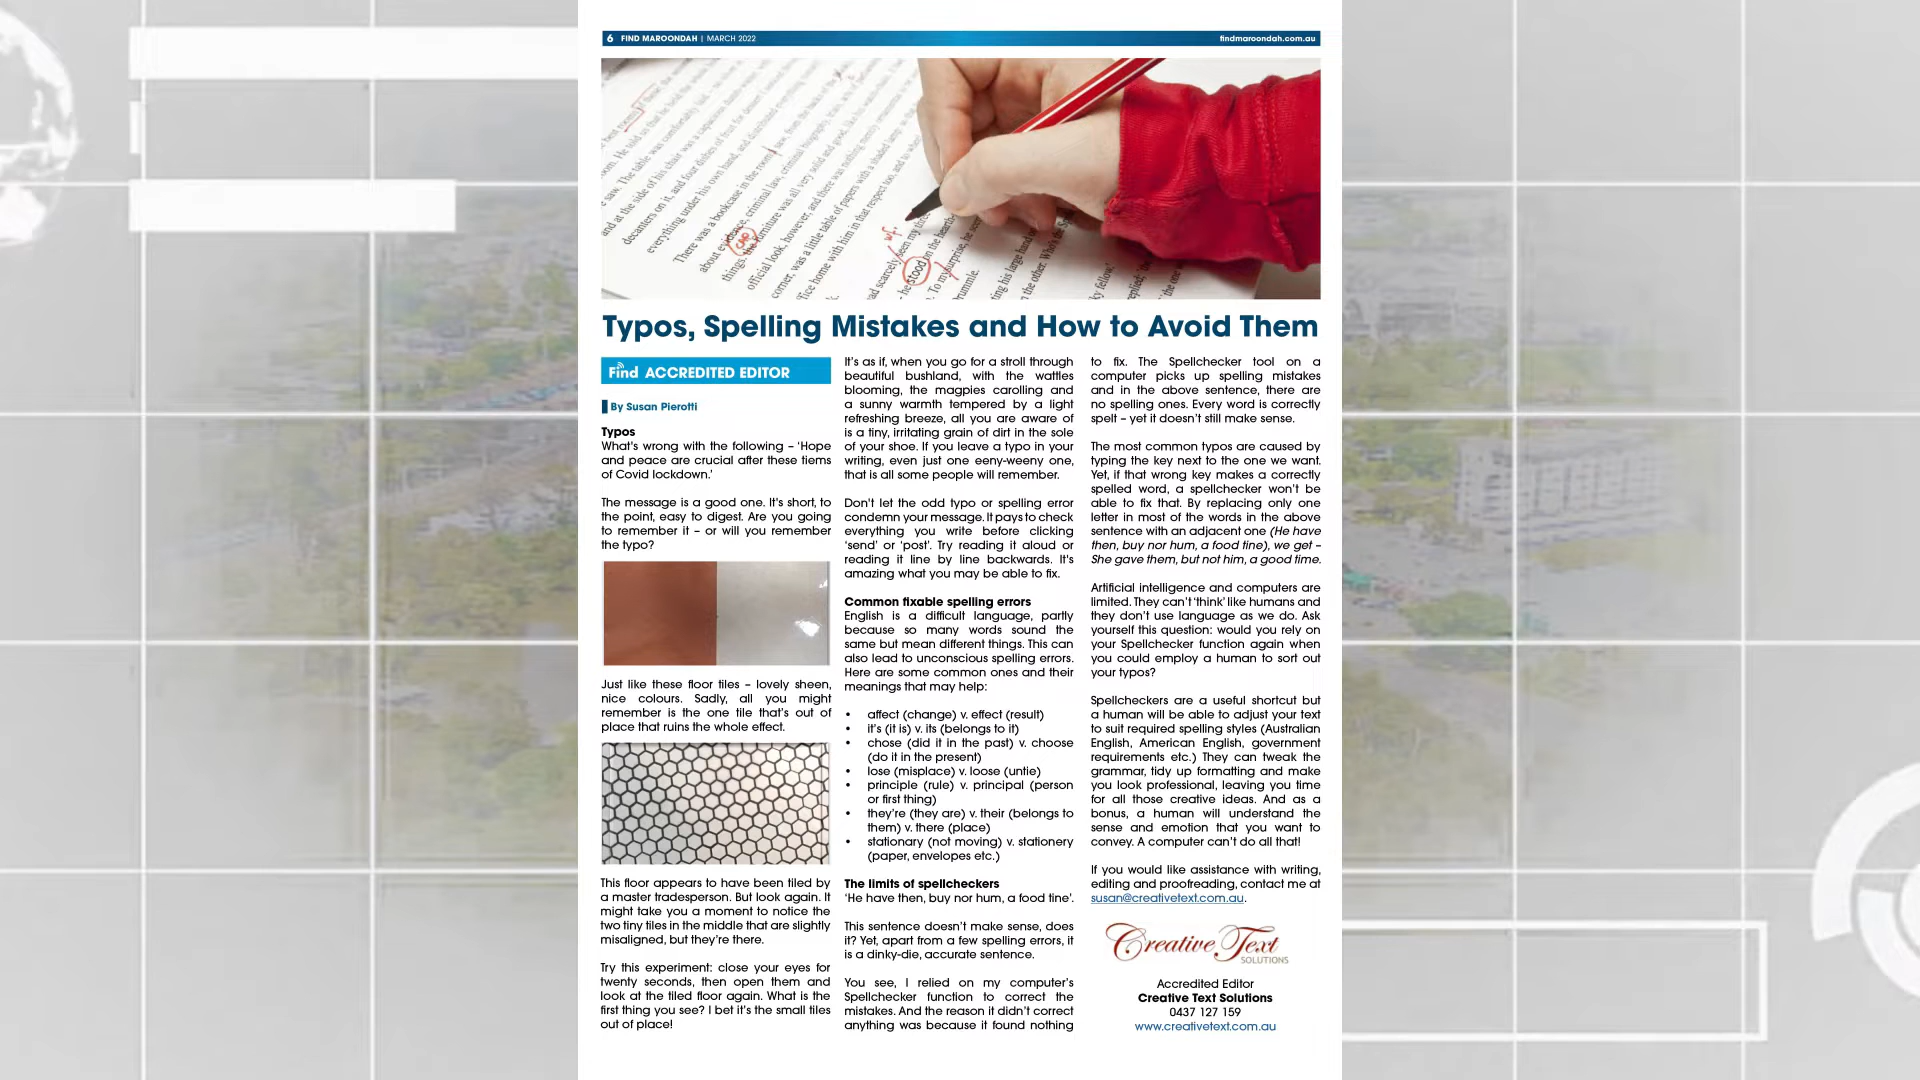 6 FIND MAROONDAH | MARCH 2022
findmaroondah.com.au
Typos, Spelling Mistakes and How to Avoid Them
Find ACCREDITED EDITOR
By Susan Pierotti
Typos
What's wrong with the following – 'Hope
and peace are crucial after these tiems
of Covid lockdown.'
The message is a good one. It's short, to
the point, easy to digest. Are you going
to remember it – or will you remember
the typo?
Just like these floor tiles – lovely sheen,
nice colours. Sadly, all you might
remember is the one tile that's out of
place that ruins the whole effect.
This floor appears to have been tiled by
a master tradesperson. But look again. It
might take you a moment to notice the
two tiny tiles in the middle that are slightly
misaligned, but they're there.
Try this experiment: close your eyes for
twenty seconds, then open them and
look at the tiled floor again. What is the
first thing you see? I bet it's the small tiles
out of place!
It's as if, when you go for a stroll through
beautiful bushland, with the wattles
blooming, the magpies carolling and
a sunny warmth tempered by a light
refreshing breeze, all you are aware of
is a tiny, irritating grain of dirt in the sole
of your shoe. If you leave a typo in your
writing, even just one eeny-weeny one,
that is all some people will remember.
Don't let the odd typo or spelling error
condemn your message. It pays to check
everything you write before clicking
'send' or 'post'. Try reading it aloud or
reading it line by line backwards. It's
amazing what you may be able to fix.
Common fixable spelling errors
English is a difficult language, partly
because so many words sound the
same but mean different things. This can
also lead to unconscious spelling errors.
Here are some common ones and their
meanings that may help:
• affect (change) v. effect (result)
• it's (it is) v. its (belongs to it)
• chose (did it in the past) v. choose
(do it in the present)
• lose (misplace) v. loose (untie)
• principle (rule) v. principal (person
or first thing)
• they're (they are) v. their (belongs to
them) v. there (place)
• stationary (not moving) v. stationery
(paper, envelopes etc.)
The limits of spellcheckers
'He have then, buy nor hum, a food tine'.
This sentence doesn't make sense, does
it? Yet, apart from a few spelling errors, it
is a dinky-die, accurate sentence.
You see, I relied on my computer's
Spellchecker function to correct the
mistakes. And the reason it didn't correct
anything was because it found nothing
to fix. The Spellchecker tool on a
computer picks up spelling mistakes
and in the above sentence, there are
no spelling ones. Every word is correctly
spelt – yet it doesn't still make sense.
The most common typos are caused by
typing the key next to the one we want.
Yet, if that wrong key makes a correctly
spelled word, a spellchecker won't be
able to fix that. By replacing only one
letter in most of the words in the above
sentence with an adjacent one (He have
then, buy nor hum, a food tine), we get –
She gave them, but not him, a good time.
Artificial intelligence and computers are
limited. They can't 'think' like humans and
they don't use language as we do. Ask
yourself this question: would you rely on
your Spellchecker function again when
you could employ a human to sort out
your typos?
Spellcheckers are a useful shortcut but
a human will be able to adjust your text
to suit required spelling styles (Australian
English, American English, government
requirements etc.) They can tweak the
grammar, tidy up formatting and make
you look professional, leaving you time
for all those creative ideas. And as a
bonus, a human will understand the
sense and emotion that you want to
convey. A computer can't do all that!
If you would like assistance with writing,
editing and proofreading, contact me at
susan@creativetext.com.au.
Creative Text
SOLUTIONS
Accredited Editor
Creative Text Solutions
0437 127 159
www.creativetext.com.au